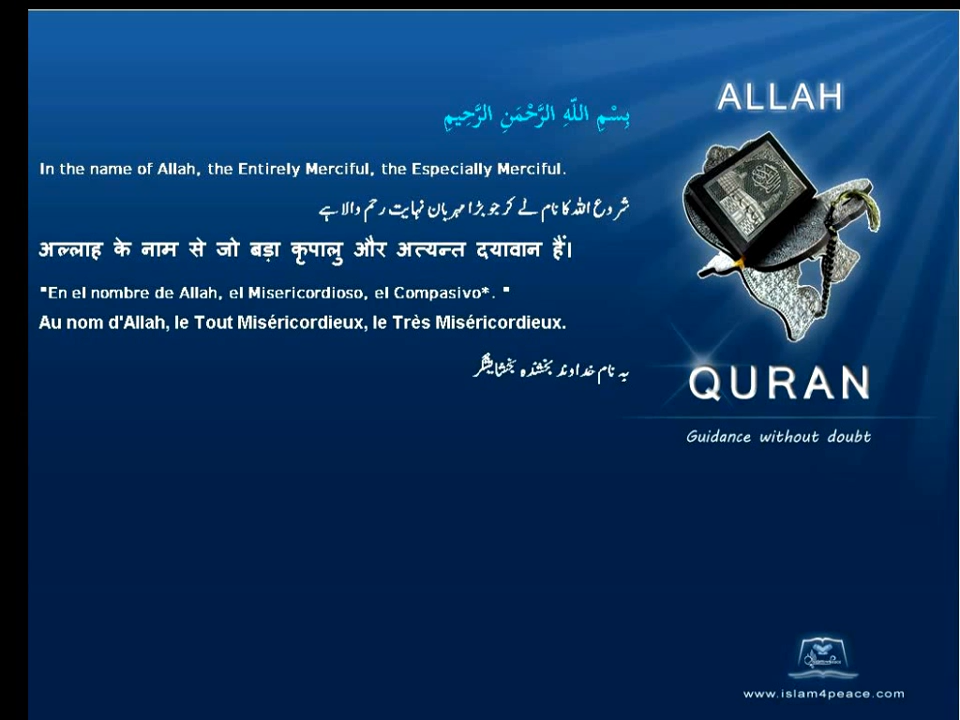 بِسْمِ اللّهِ الرَّحْمَنِ الرَّحِيمِ
In the name of Allah, the Entirely Merciful, the Especially Merciful.
شروع الله کا نام لے کر جو بڑا مہربان نہایت رحم والا ہے
अल्लाह के नाम से जो बड़ा कृपालु और अत्यन्त दयावान हैं।
"En el nombre de Allah, el Misericordioso, el Compasivo*. "
Au nom d'Allah, le Tout Miséricordieux, le Très Miséricordieux.
به نام خداوند بخشنده بخشایشگر
ALLAH
QURAN
Guidance without doubt
www.islam4peace.com